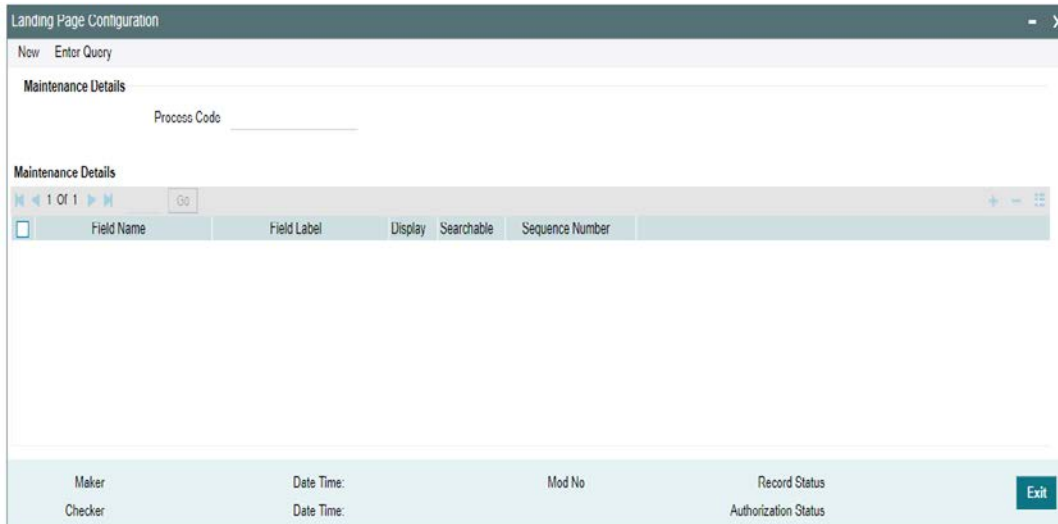 Landing Page Configuration
New Enter Query
Maintenance Details
Process Code
Maintenance Details
1 Of 1 Go
Field Name Field Label Display Searchable Sequence Number
Maker Date Time: Mod No Record Status
Exit
Checker Date Time: Authorization Status